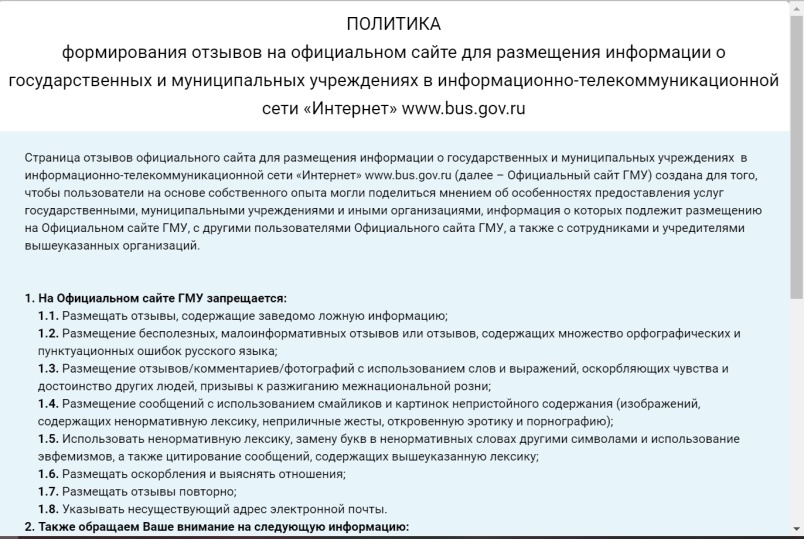 ПОЛИТИКА
формирования отзывов на официальном сайте для размещения информации о
государственных и муниципальных учреждениях в информационно-телекоммуникационной
сети «Интернет» www.bus.gov.ru
Страница отзывов официального сайта для размещения информации о государственных и муниципальных учреждениях в
информационно-телекоммуникационной сети «Интернет» www.bus.gov.ru (далее – Официальный сайт ГМУ) создана для того,
чтобы пользователи на основе собственного опыта могли поделиться мнением об особенностях предоставления услуг
государственными, муниципальными учреждениями и иными организациями, информация о которых подлежит размещению
на Официальном сайте ГМУ, с другими пользователями Официального сайта ГМУ, а также с сотрудниками и учредителями
вышеуказанных организаций.
1. На Официальном сайте ГМУ запрещается:
1.1. Размещать отзывы, содержащие заведомо ложную информацию;
1.2. Размещение бесполезных, малоинформативных отзывов или отзывов, содержащих множество орфографических и
пунктуационных ошибок русского языка;
1.3. Размещение отзывов/комментариев/фотографий с использованием слов и выражений, оскорбляющих чувства и
достоинство других людей, призывы к разжиганию межнациональной розни;
1.4. Размещение сообщений с использованием смайликов и картинок непристойного содержания (изображений,
содержащих ненормативную лексику, неприличные жесты, откровенную эротику и порнографию);
1.5. Использовать ненормативную лексику, замену букв в ненормативных словах другими символами и использование
эвфемизмов, а также цитирование сообщений, содержащих вышеуказанную лексику;
1.6. Размещать оскорбления и выяснять отношения;
1.7. Размещать отзывы повторно;
1.8. Указывать несуществующий адрес электронной почты.
2. Также обращаем Ваше внимание на следующую информацию: